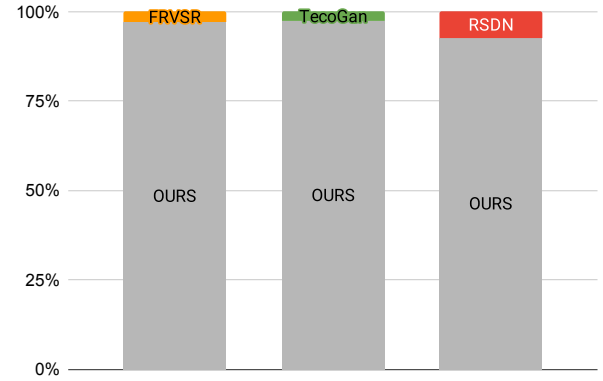 100%
FRVSR
TecoGan
RSDN
75%
50%
OURS
OURS
OURS
25%
0%